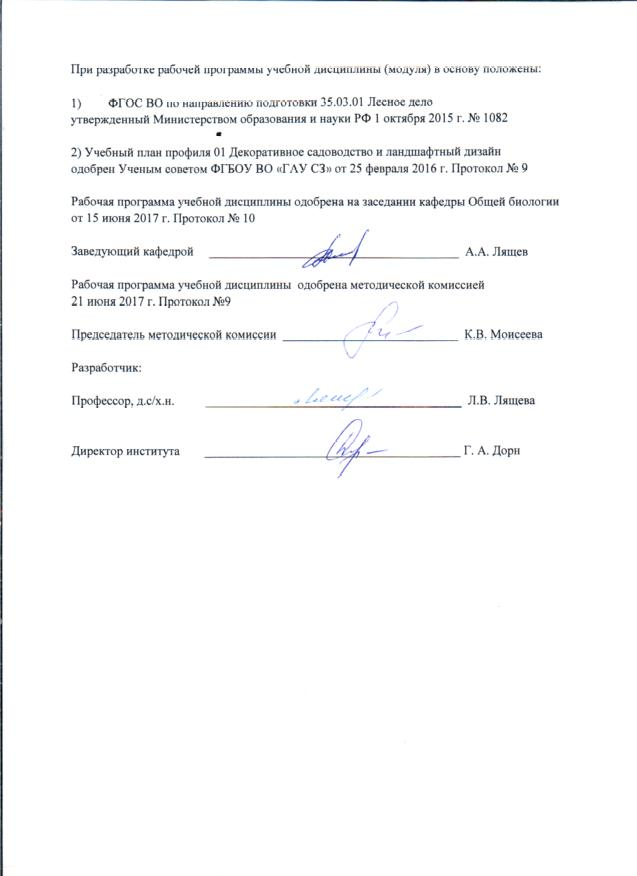 При разработке рабочей программы учебной дисциплины (модуля) в основу положены:
1) ФГОС ВО по направлению подготовки 35.03.01 Лесное дело
утвержденный Министерством образования и науки РФ 1 октября 2015 г. № 1082
2) Учебный план профиля 01 Декоративное садоводство и ландшафтный дизайн
одобрен Ученым советом ФГБОУ ВО «ГАУ СЗ» от 25 февраля 2016 г. Протокол № 9
Рабочая программа учебной дисциплины одобрена на заседании кафедры Общей биологии
от 15 июня 2017 г. Протокол № 10
Заведующий кафедрой А.А. Лящев
Рабочая программа учебной дисциплины одобрена методической комиссией
21 июня 2017 г. Протокол №9
Председатель методической комиссии К.В. Моисеева
Разработчик:
Профессор, д.с/х.н. Л.В. Лящева
Директор института Г. А. Дорн